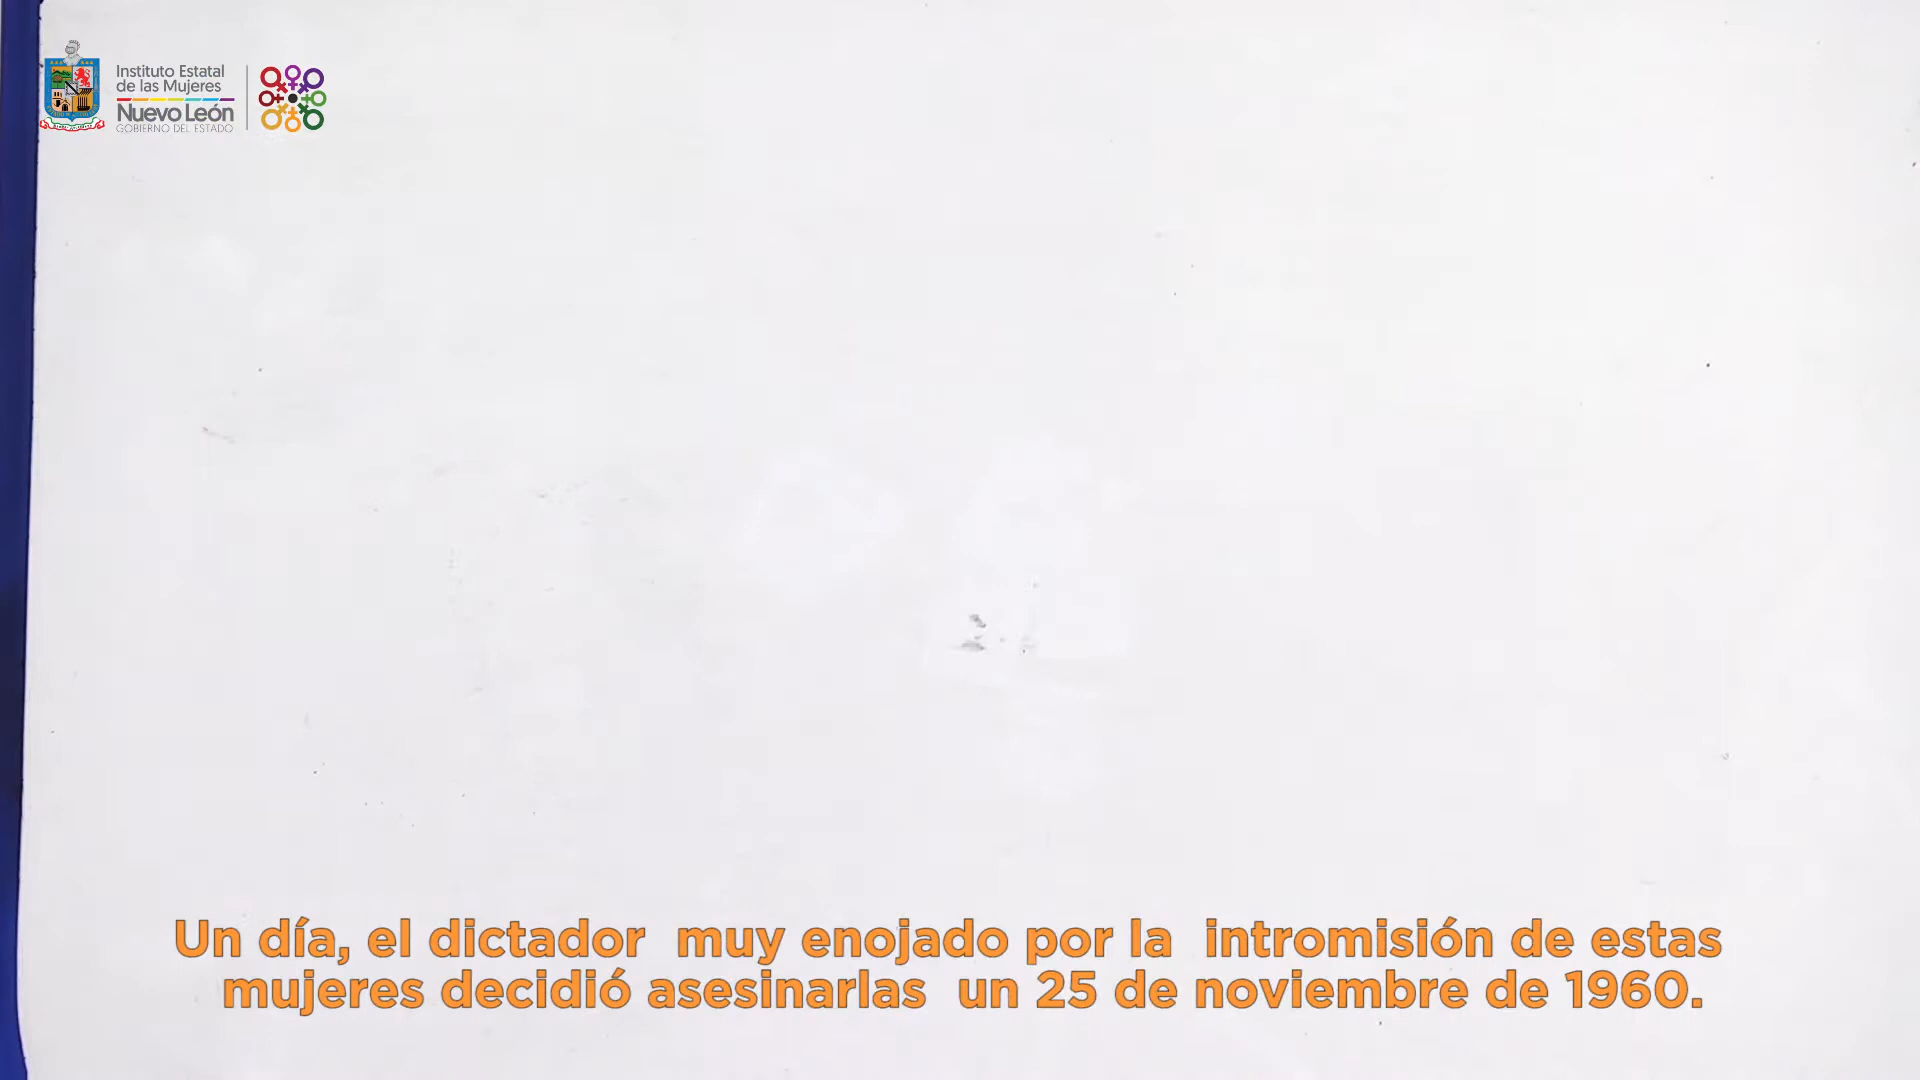 Instituto Estatal
de las Mujeres
Nuevo León
GOBIERNO DEL ESTADO
Un día, el dictador muy enojado por la intromisión de estas
mujeres decidió asesinarlas un 25 de noviembre de 1960.